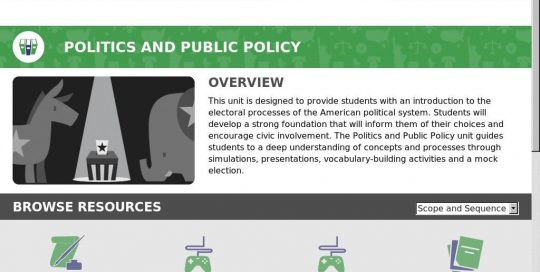 POLITICS AND PUBLIC POLICY
OVERVIEW
This unit is designed to provide students with an introduction to the
electoral processes of the American political system. Students will
develop a strong foundation that will inform them of their choices and
encourage civic involvement. The Politics and Public Policy unit guides
students to a deep understanding of concepts and processes through
simulations, presentations, vocabulary-building activities and a mock
election.
BROWSE RESOURCES
Scope and Sequence